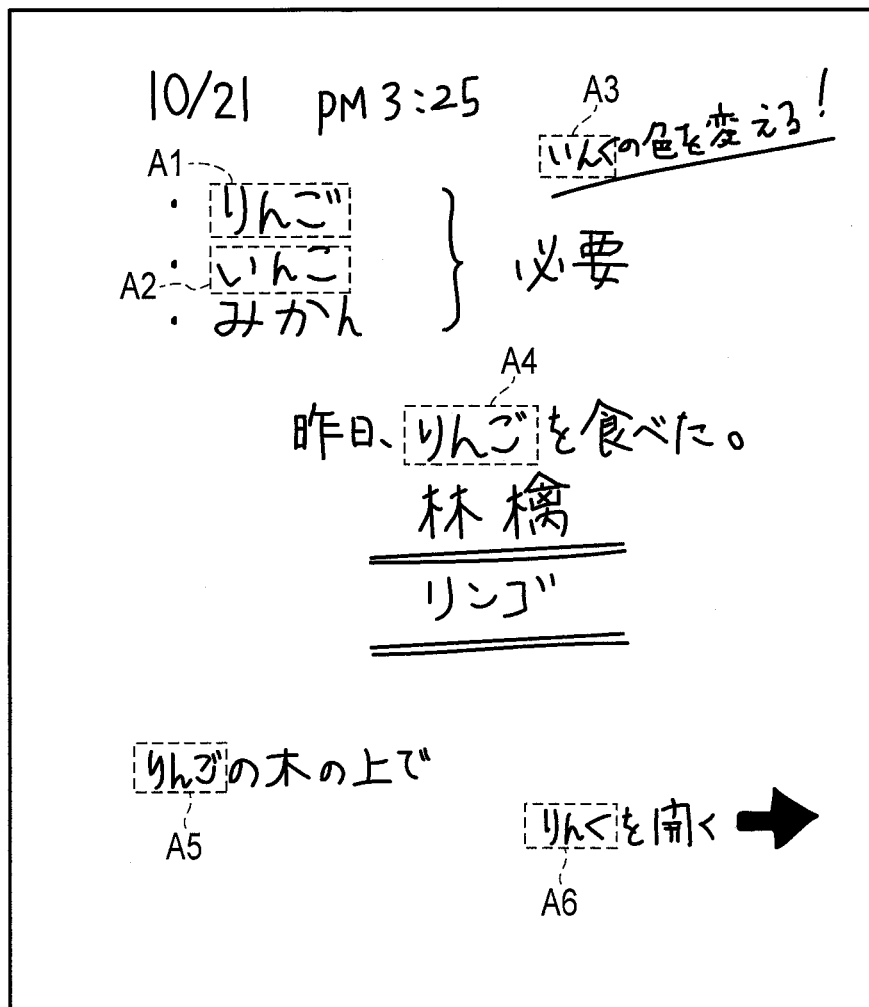 10/21 PM 3:25
A3
いんくの色を変える!
A1
・りんご
A2
・いんこ
・みかん
必要
A4
昨日、りんごを食べた。
林檎
リンゴ
りんごの木の上で
A5
りんくを開く
A6